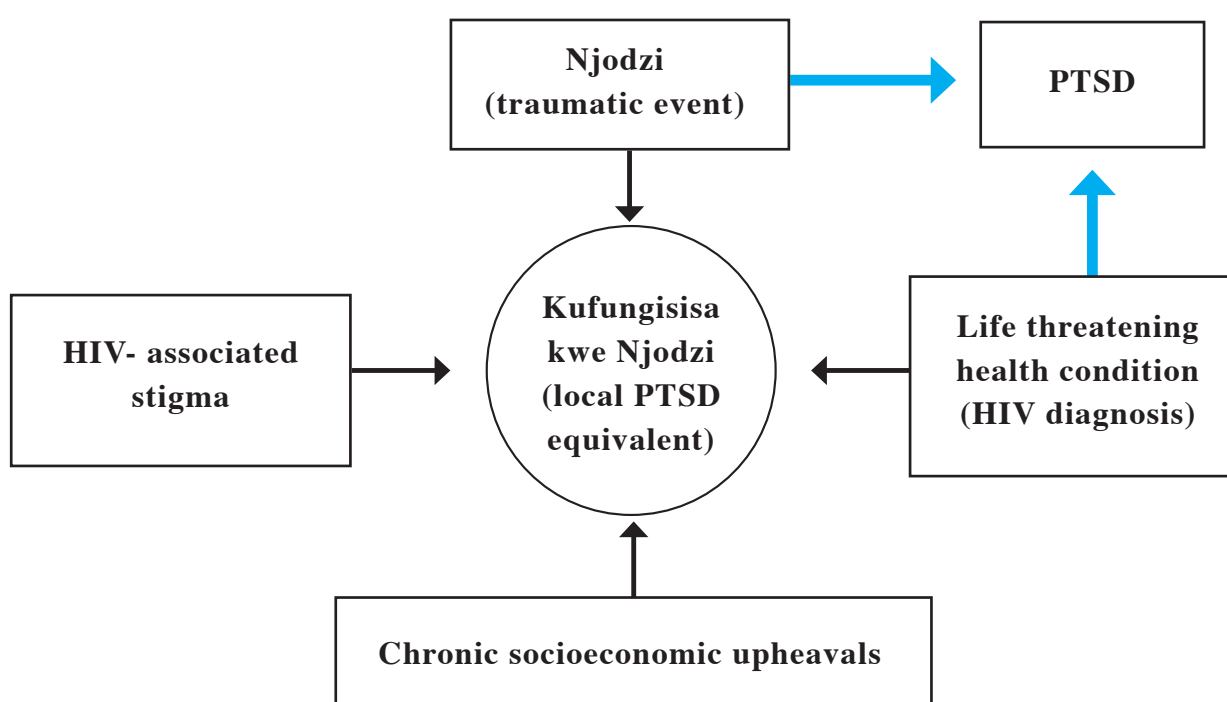 Njodzi
(traumatic event)
PTSD
HIV- associated
stigma
Kufungisisa
kwe Njodzi
(local PTSD
equivalent)
Life threatening
health condition
(HIV diagnosis)
Chronic socioeconomic upheavals